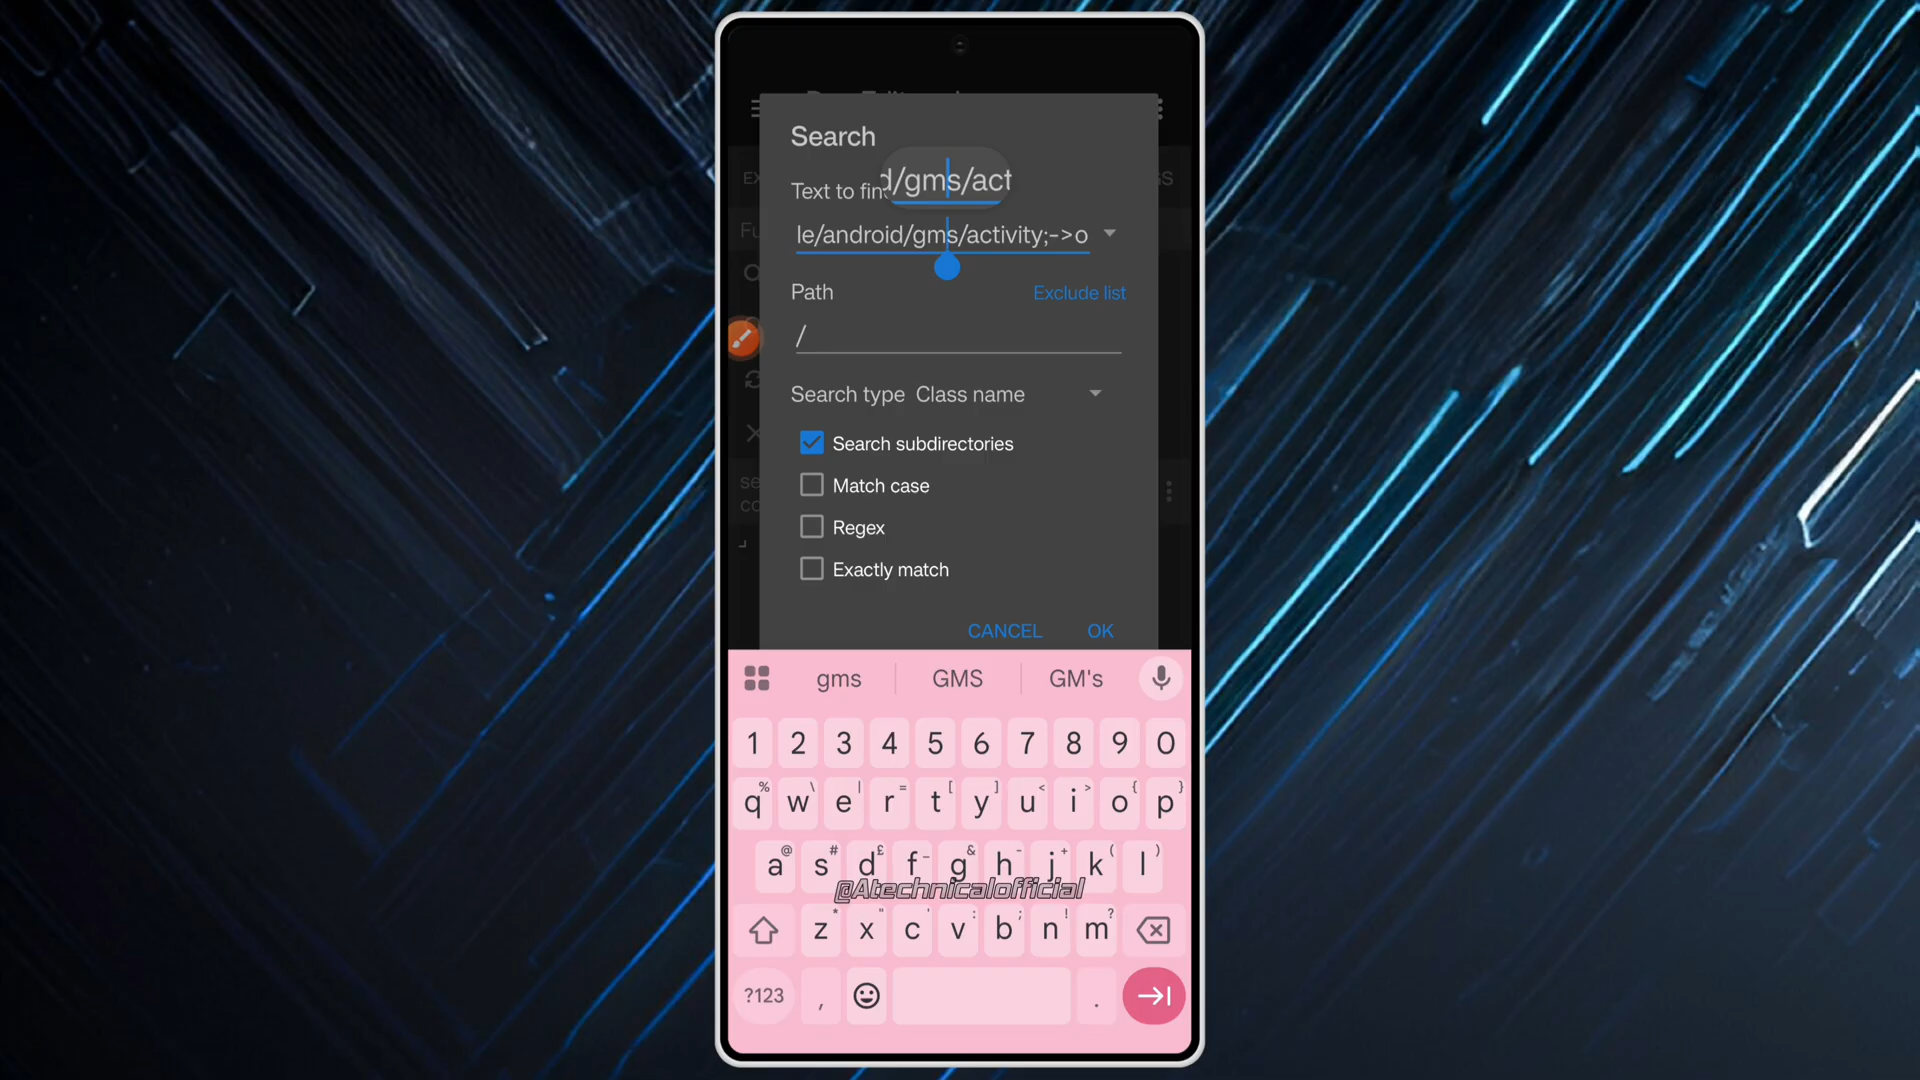 Search
d/gms/act
Text to fin
le/android/gms/activity;->o
Path Exclude list
/
Search type Class name
Search subdirectories
Match case
Regex
Exactly match
CANCEL OK
gms GMS GM's
1 2 3 4 5 6 7 8 9 0
q w e r t y u i o p
a s d f g h j k l
@Atechnicalofficial
z x c v b n m
?123 , .